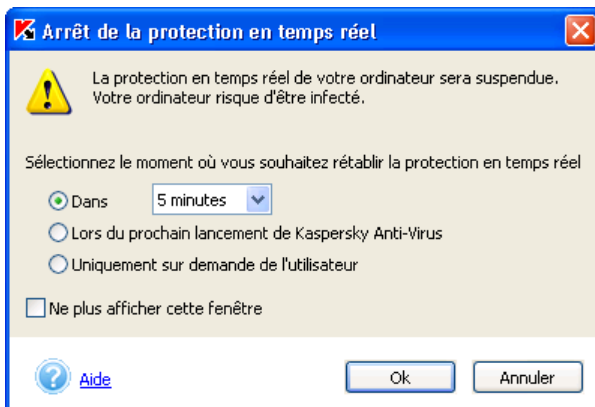 Arrêt de la protection en temps réel
La protection en temps réel de votre ordinateur sera suspendue.
Votre ordinateur risque d'être infecté.
Sélectionnez le moment où vous souhaitez rétablir la protection en temps réel
Dans 5 minutes
Lors du prochain lancement de Kaspersky Anti-Virus
Uniquement sur demande de l'utilisateur
Ne plus afficher cette fenêtre
Aide Ok Annuler